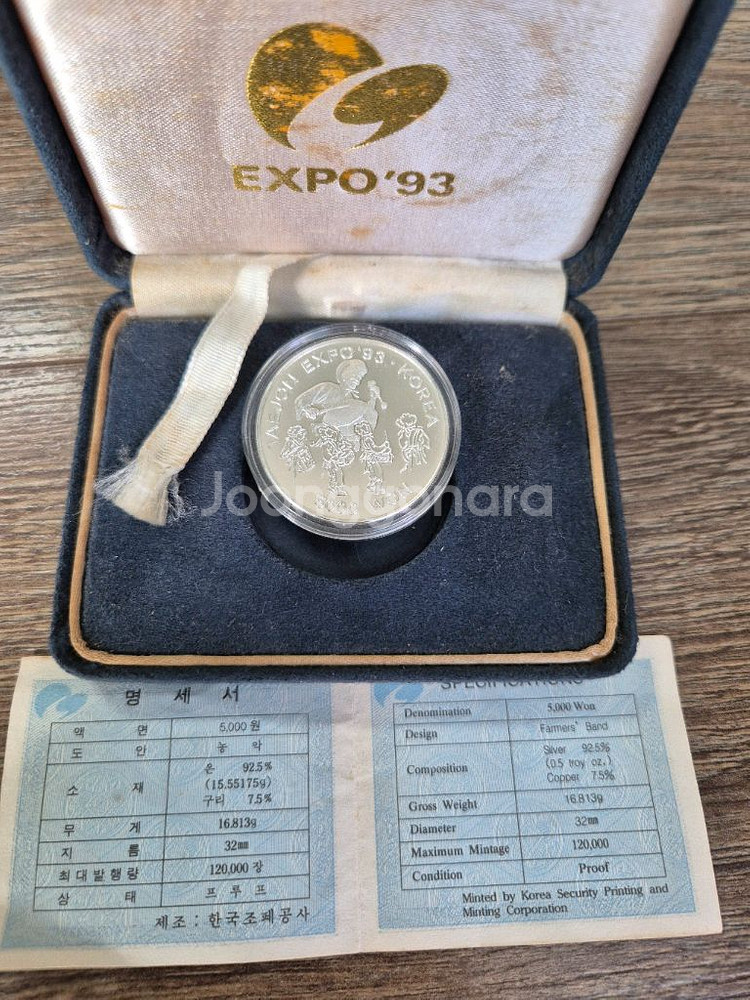 EXPO '93
TAEJON EXPO '93 · KOREA
Joonggonara
명 세 서
액 면 5,000 원
도 안 농 악
소 재 은 92.5%
(15.55175g)
구리 7.5%
무 게 16.813g
지 름 32㎜
최대발행량 120,000 장
상 태 프 루 프
제조 : 한국조폐공사
SPECIFICATIONS
Denomination 5,000 Won
Design Farmers' Band
Composition Silver 92.5%
(0.5 troy oz.)
Copper 7.5%
Gross Weight 16.813g
Diameter 32㎜
Maximum Mintage 120,000
Condition Proof
Minted by Korea Security Printing and
Minting Corporation